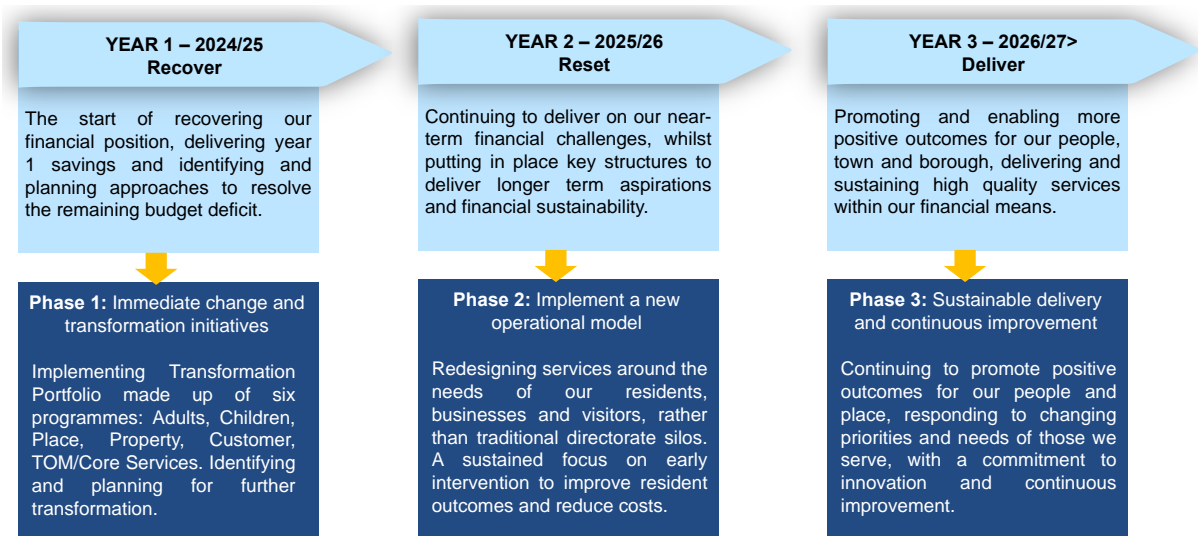 YEAR 1 – 2024/25
Recover
The start of recovering our
financial position, delivering year
1 savings and identifying and
planning approaches to resolve
the remaining budget deficit.
Phase 1: Immediate change and
transformation initiatives
Implementing Transformation
Portfolio made up of six
programmes: Adults, Children,
Place, Property, Customer,
TOM/Core Services. Identifying
and planning for further
transformation.
YEAR 2 – 2025/26
Reset
Continuing to deliver on our near-
term financial challenges, whilst
putting in place key structures to
deliver longer term aspirations
and financial sustainability.
Phase 2: Implement a new
operational model
Redesigning services around the
needs of our residents,
businesses and visitors, rather
than traditional directorate silos.
A sustained focus on early
intervention to improve resident
outcomes and reduce costs.
YEAR 3 – 2026/27>
Deliver
Promoting and enabling more
positive outcomes for our people,
town and borough, delivering and
sustaining high quality services
within our financial means.
Phase 3: Sustainable delivery
and continuous improvement
Continuing to promote positive
outcomes for our people and
place, responding to changing
priorities and needs of those we
serve, with a commitment to
innovation and continuous
improvement.